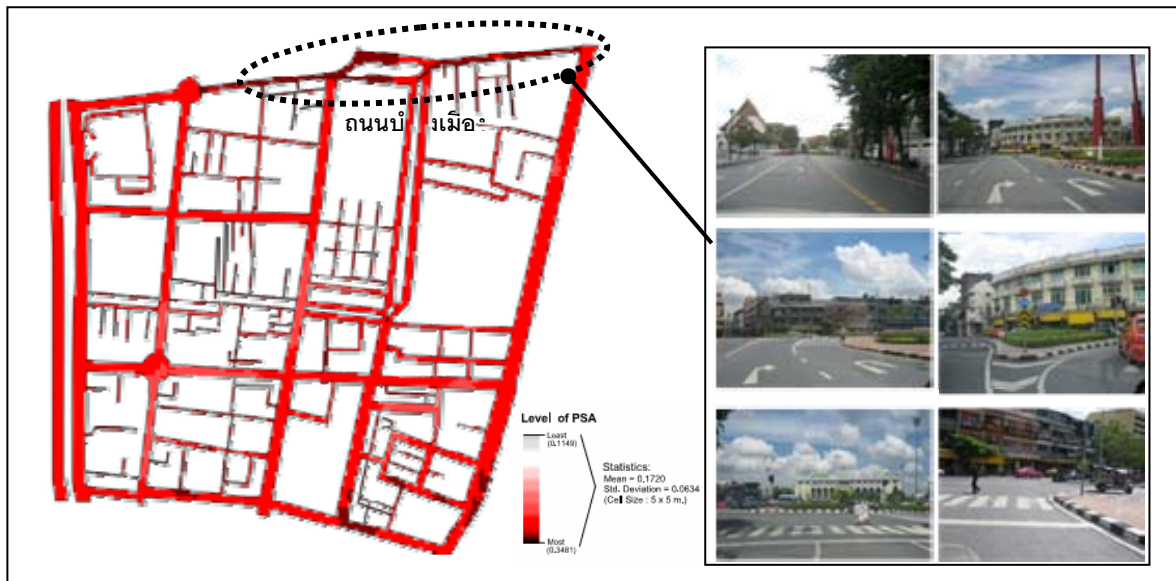 ถนนบํ งเมือง
Level of PSA
Least
(0.1149)
Statistics:
Mean = 0.1720
Std. Deviation = 0.0634
(Cell Size : 5 x 5 m.)
Most
(0.3481)